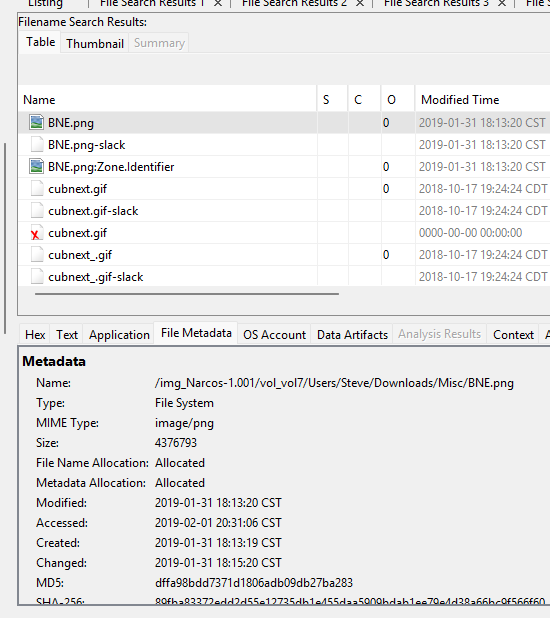 Listing File Search Results 1 × File Search Results 2 × File Search Results 3 × File S
Filename Search Results:
Table Thumbnail Summary
Name S C O Modified Time
BNE.png 0 2019-01-31 18:13:20 CST
BNE.png-slack 2019-01-31 18:13:20 CST
BNE.png:Zone.Identifier 0 2019-01-31 18:13:20 CST
cubnext.gif 0 2018-10-17 19:24:24 CDT
cubnext.gif-slack 2018-10-17 19:24:24 CDT
cubnext.gif 0000-00-00 00:00:00
cubnext_.gif 0 2018-10-17 19:24:24 CDT
cubnext_.gif-slack 2018-10-17 19:24:24 CDT
Hex Text Application File Metadata OS Account Data Artifacts Analysis Results Context A
Metadata
Name: /img_Narcos-1.001/vol_vol7/Users/Steve/Downloads/Misc/BNE.png
Type: File System
MIME Type: image/png
Size: 4376793
File Name Allocation: Allocated
Metadata Allocation: Allocated
Modified: 2019-01-31 18:13:20 CST
Accessed: 2019-02-01 20:31:06 CST
Created: 2019-01-31 18:13:19 CST
Changed: 2019-01-31 18:15:20 CST
MD5: dffa98bdd7371d1806adb09db27ba283
SHA-256: